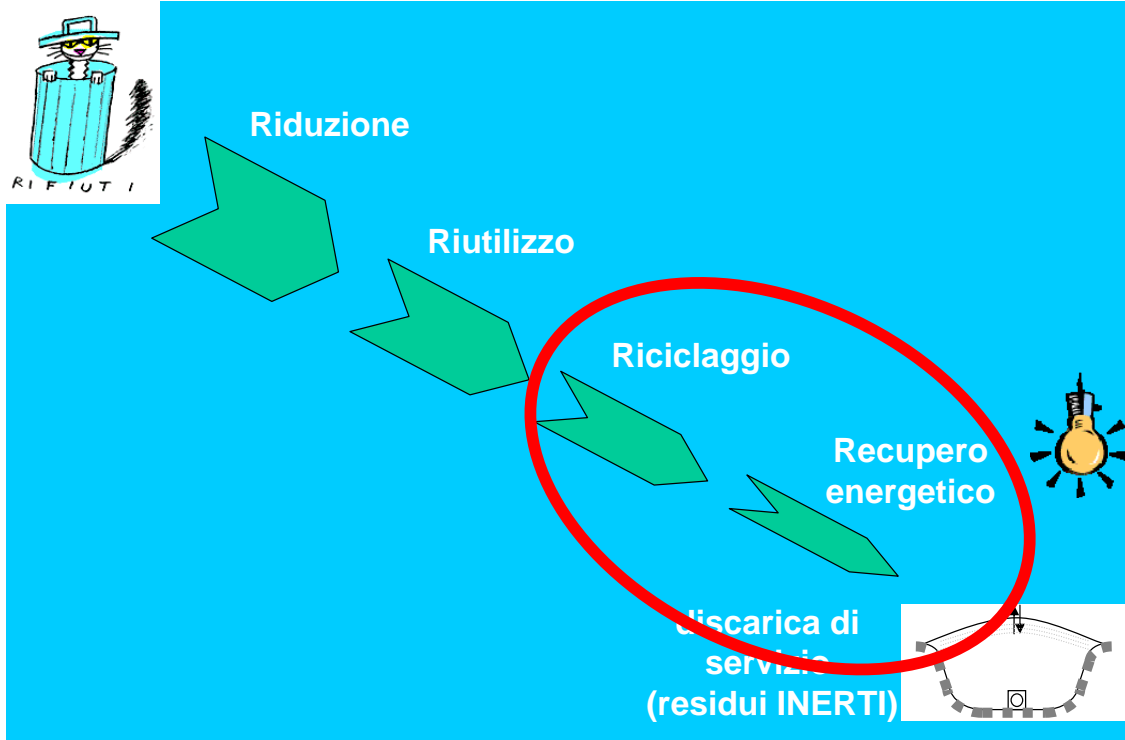 RIFIUTI
Riduzione
Riutilizzo
Riciclaggio
Recupero
energetico
discarica di
servizio
(residui INERTI)